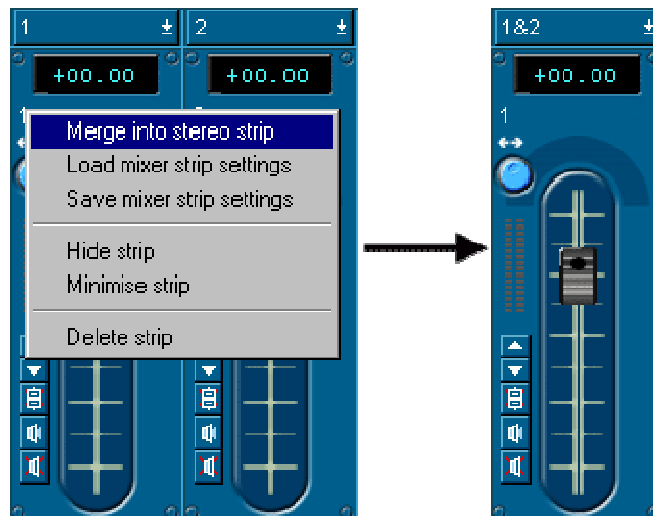 1
2
1&2
+00.00
+00.00
+00.00
1
Merge into stereo strip
Load mixer strip settings
Save mixer strip settings
Hide strip
Minimise strip
Delete strip